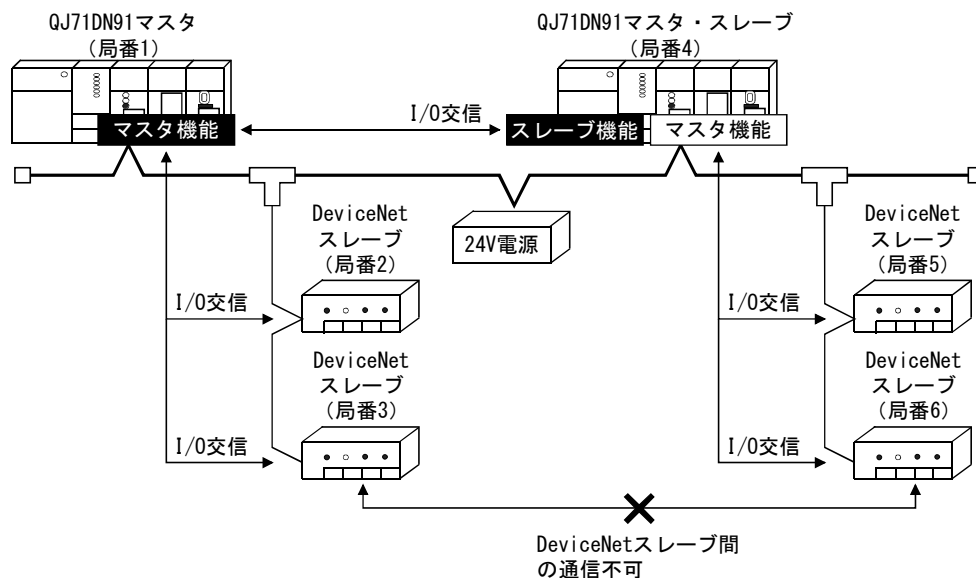 QJ71DN91マスタ
(局番1)
QJ71DN91マスタ・スレーブ
(局番4)
I/O交信
マスタ機能
スレーブ機能
マスタ機能
24V電源
DeviceNet
スレーブ
(局番2)
I/O交信
DeviceNet
スレーブ
(局番3)
I/O交信
DeviceNet
スレーブ
(局番5)
I/O交信
DeviceNet
スレーブ
(局番6)
I/O交信
DeviceNetスレーブ間
の通信不可